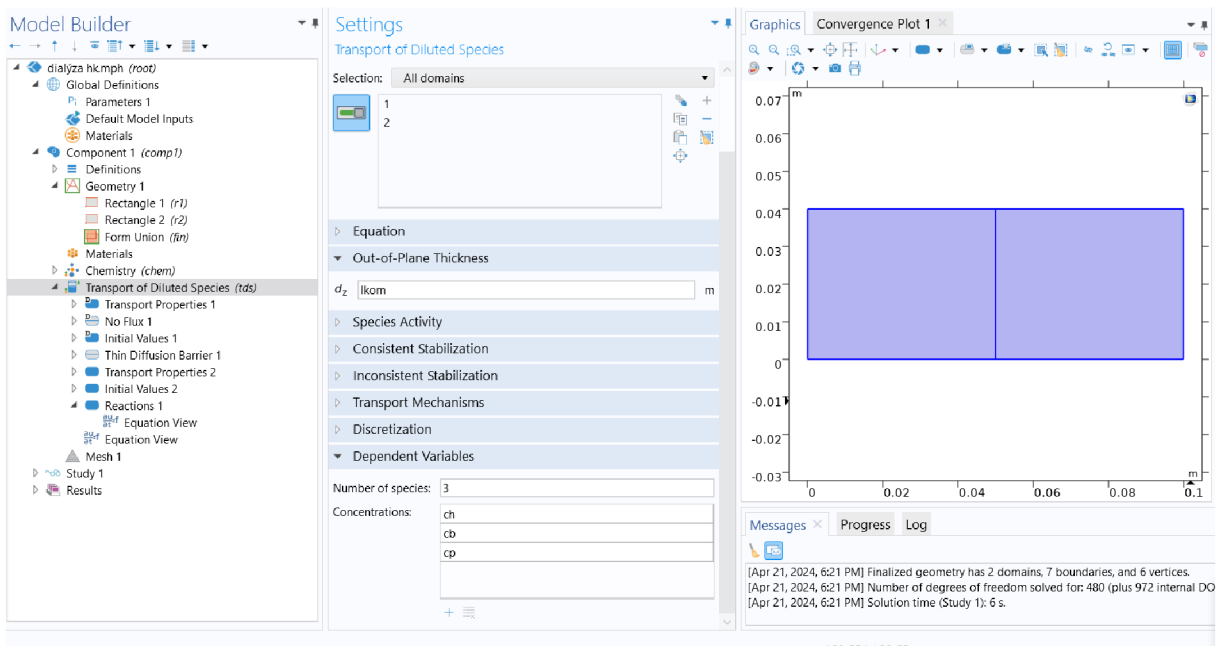 Model Builder
dialýza hk.mph (root)
Global Definitions
Pi Parameters 1
Default Model Inputs
Materials
Component 1 (comp1)
Definitions
Geometry 1
Rectangle 1 (r1)
Rectangle 2 (r2)
Form Union (fin)
Materials
Chemistry (chem)
Transport of Diluted Species (tds)
D Transport Properties 1
D No Flux 1
D Initial Values 1
Thin Diffusion Barrier 1
Transport Properties 2
Initial Values 2
Reactions 1
Equation View
Equation View
Mesh 1
Study 1
Results
Settings
Transport of Diluted Species
Selection: All domains
1
2
Equation
Out-of-Plane Thickness
dz lkom m
Species Activity
Consistent Stabilization
Inconsistent Stabilization
Transport Mechanisms
Discretization
Dependent Variables
Number of species: 3
Concentrations: ch
cb
cp
Graphics Convergence Plot 1
m
0.07
0.06
0.05
0.04
0.03
0.02
0.01
0
-0.01
-0.02
-0.03
m
0 0.02 0.04 0.06 0.08 0.1
Messages Progress Log
[Apr 21, 2024, 6:21 PM] Finalized geometry has 2 domains, 7 boundaries, and 6 vertices.
[Apr 21, 2024, 6:21 PM] Number of degrees of freedom solved for: 480 (plus 972 internal DO
[Apr 21, 2024, 6:21 PM] Solution time (Study 1): 6 s.